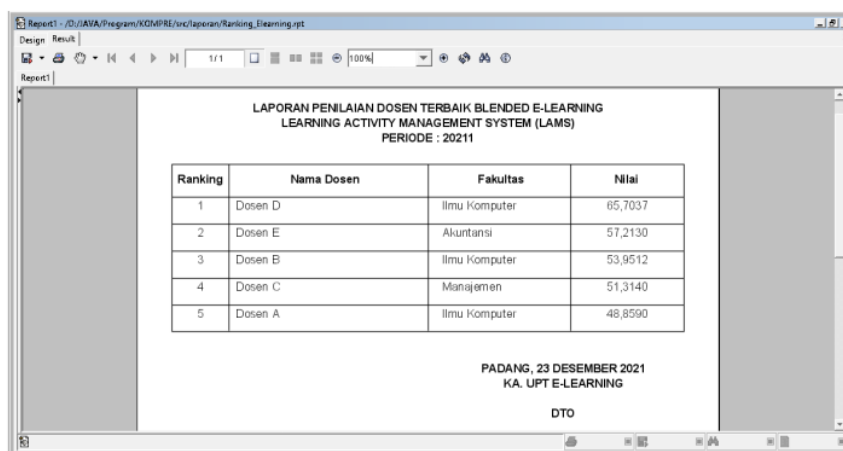 Report1 - /D:/JAVA/Program/KOMPRE/src/laporan/Ranking_Elearning.rpt
Design Result
1/1 100%
Report1
LAPORAN PENILAIAN DOSEN TERBAIK BLENDED E-LEARNING
LEARNING ACTIVITY MANAGEMENT SYSTEM (LAMS)
PERIODE : 20211
Ranking Nama Dosen Fakultas Nilai
1 Dosen D Ilmu Komputer 65,7037
2 Dosen E Akuntansi 57,2130
3 Dosen B Ilmu Komputer 53,9512
4 Dosen C Manajemen 51,3140
5 Dosen A Ilmu Komputer 48,8590
PADANG, 23 DESEMBER 2021
KA. UPT E-LEARNING
DTO